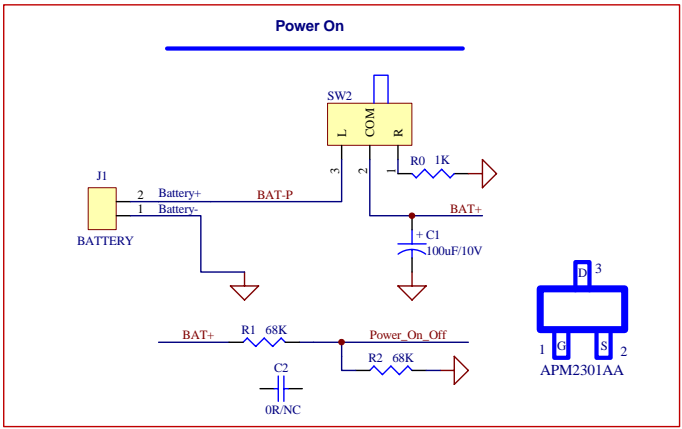 Power On
SW2
L
COM
R
3
2
1
R0 1K
J1
2 Battery+
BAT-P
1 Battery-
BAT+
BATTERY
+ C1
100uF/10V
D 3
BAT+
R1 68K
Power_On_Off
1 G S 2
R2 68K
APM2301AA
C2
0R/NC